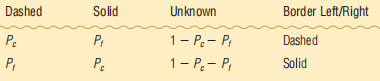 Dashed Solid Unknown Border Left/Right
Pc Pf 1 − Pc − Pf Dashed
Pf Pc 1 − Pc − Pf Solid